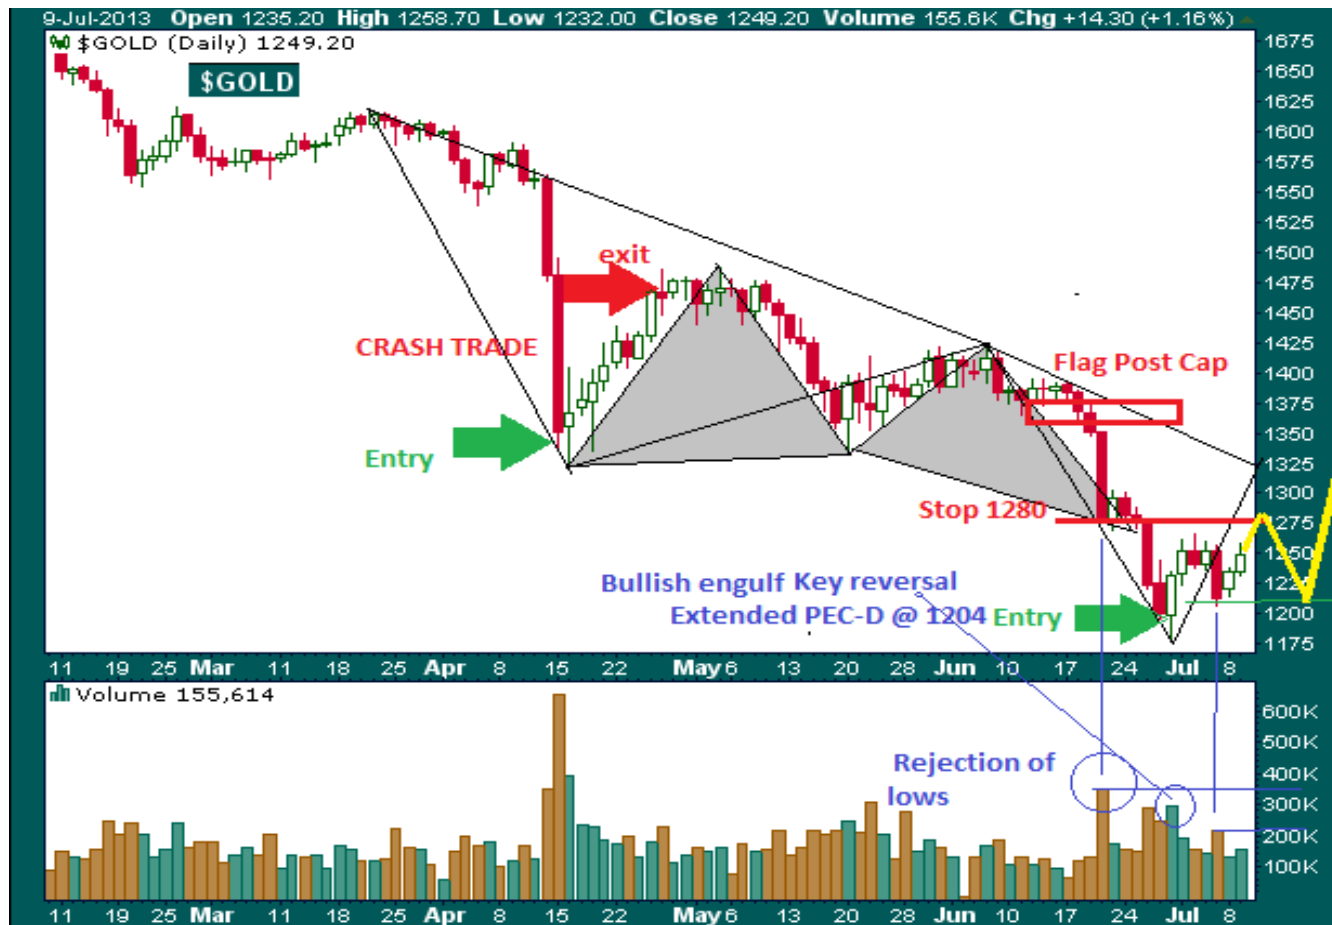 9-Jul-2013 Open 1235.20 High 1258.70 Low 1232.00 Close 1249.20 Volume 155.6K Chg +14.30 (+1.16%)
$GOLD (Daily) 1249.20
$GOLD
1675
1650
1625
1600
1575
1550
1525
1500
1475
1450
1425
1400
1375
1350
1325
1300
1275
1250
1225
1200
1175
exit
CRASH TRADE
Flag Post Cap
Entry
Stop 1280
Bullish engulf Key reversal
Extended PEC-D @ 1204
Entry
11 19 25 Mar 11 18 25 Apr 8 15 22 May 6 13 20 28 Jun 10 17 24 Jul 8
Volume 155,614
600K
500K
400K
300K
200K
100K
Rejection of
lows
11 19 25 Mar 11 18 25 Apr 8 15 22 May 6 13 20 28 Jun 10 17 24 Jul 8